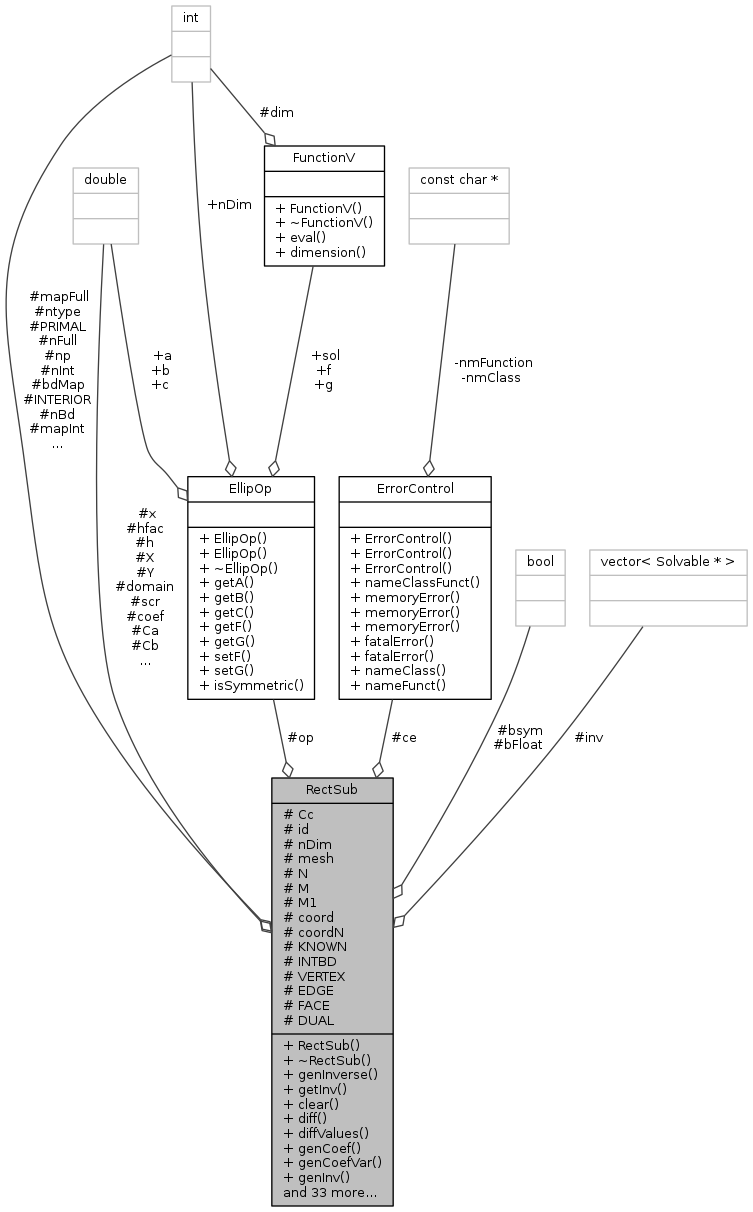 int
#dim
FunctionV
+ FunctionV()
+ ~FunctionV()
+ eval()
+ dimension()
double
const char *
+nDim
#mapFull
#ntype
#PRIMAL
#nFull
#np
#nInt
#bdMap
#INTERIOR
#nBd
#mapInt
...
+a
+b
+c
+sol
+f
+g
-nmFunction
-nmClass
EllipOp
+ EllipOp()
+ EllipOp()
+ ~EllipOp()
+ getA()
+ getB()
+ getC()
+ getF()
+ getG()
+ setF()
+ setG()
+ isSymmetric()
ErrorControl
+ ErrorControl()
+ ErrorControl()
+ ErrorControl()
+ nameClassFunct()
+ memoryError()
+ memoryError()
+ memoryError()
+ fatalError()
+ fatalError()
+ nameClass()
+ nameFunct()
bool
vector< Solvable * >
#x
#hfac
#h
#X
#Y
#domain
#scr
#coef
#Ca
#Cb
...
#op
#ce
#bsym
#bFloat
#inv
RectSub
# Cc
# id
# nDim
# mesh
# N
# M
# M1
# coord
# coordN
# KNOWN
# INTBD
# VERTEX
# EDGE
# FACE
# DUAL
+ RectSub()
+ ~RectSub()
+ genInverse()
+ getInv()
+ clear()
+ diff()
+ diffValues()
+ genCoef()
+ genCoefVar()
+ genInv()
and 33 more...